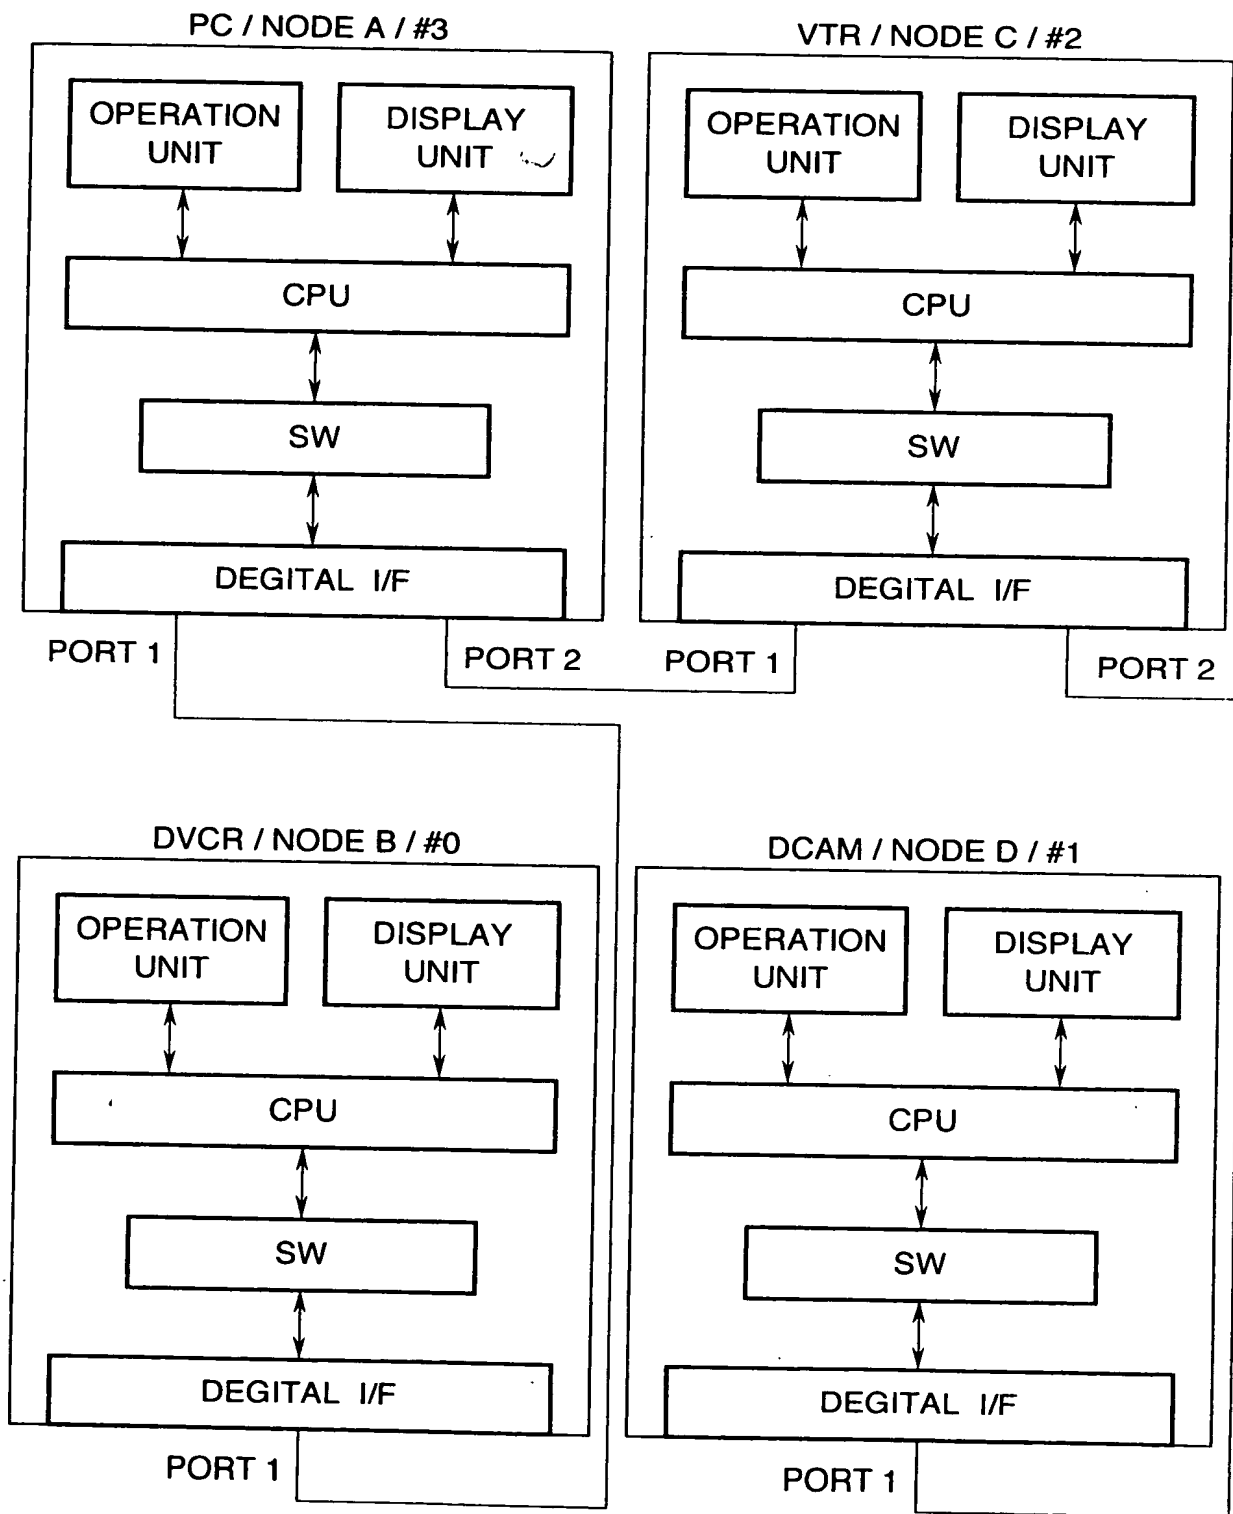 PC / NODE A / #3
OPERATION
UNIT
DISPLAY
UNIT
CPU
SW
DEGITAL I/F
PORT 1
PORT 2
VTR / NODE C / #2
OPERATION
UNIT
DISPLAY
UNIT
CPU
SW
DEGITAL I/F
PORT 1
PORT 2
DVCR / NODE B / #0
OPERATION
UNIT
DISPLAY
UNIT
CPU
SW
DEGITAL I/F
PORT 1
DCAM / NODE D / #1
OPERATION
UNIT
DISPLAY
UNIT
CPU
SW
DEGITAL I/F
PORT 1